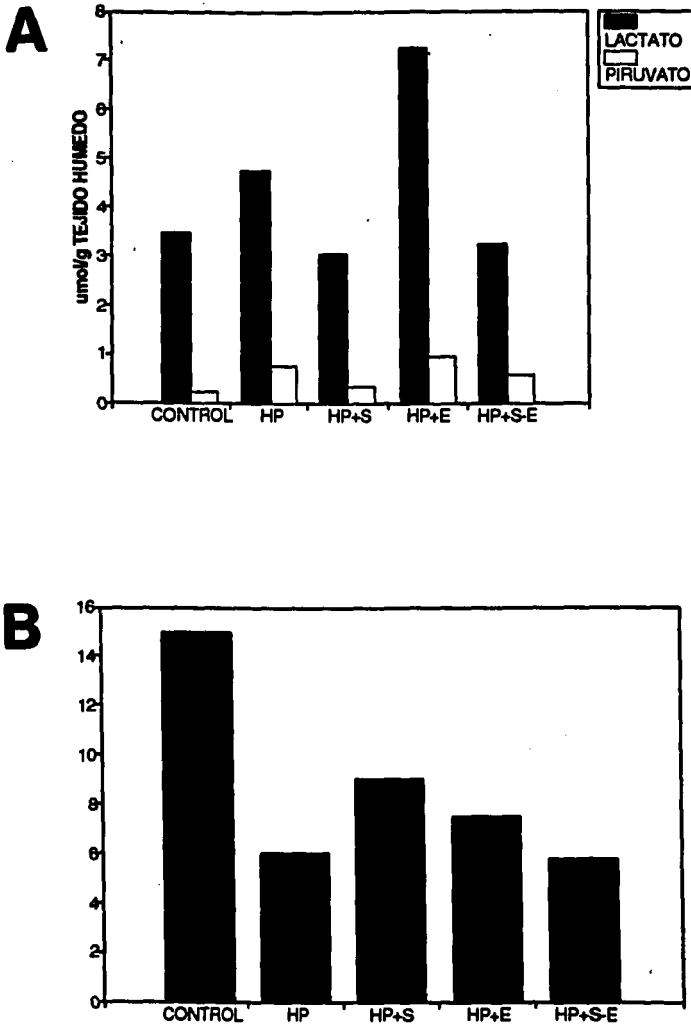 A
8
7
6
5
4
3
2
1
0
umol/g TEJIDO HUMEDO
LACTATO
PIRUVATO
CONTROL HP HP+S HP+E HP+S-E
B
16
14
12
10
8
6
4
2
0
CONTROL HP HP+S HP+E HP+S-E